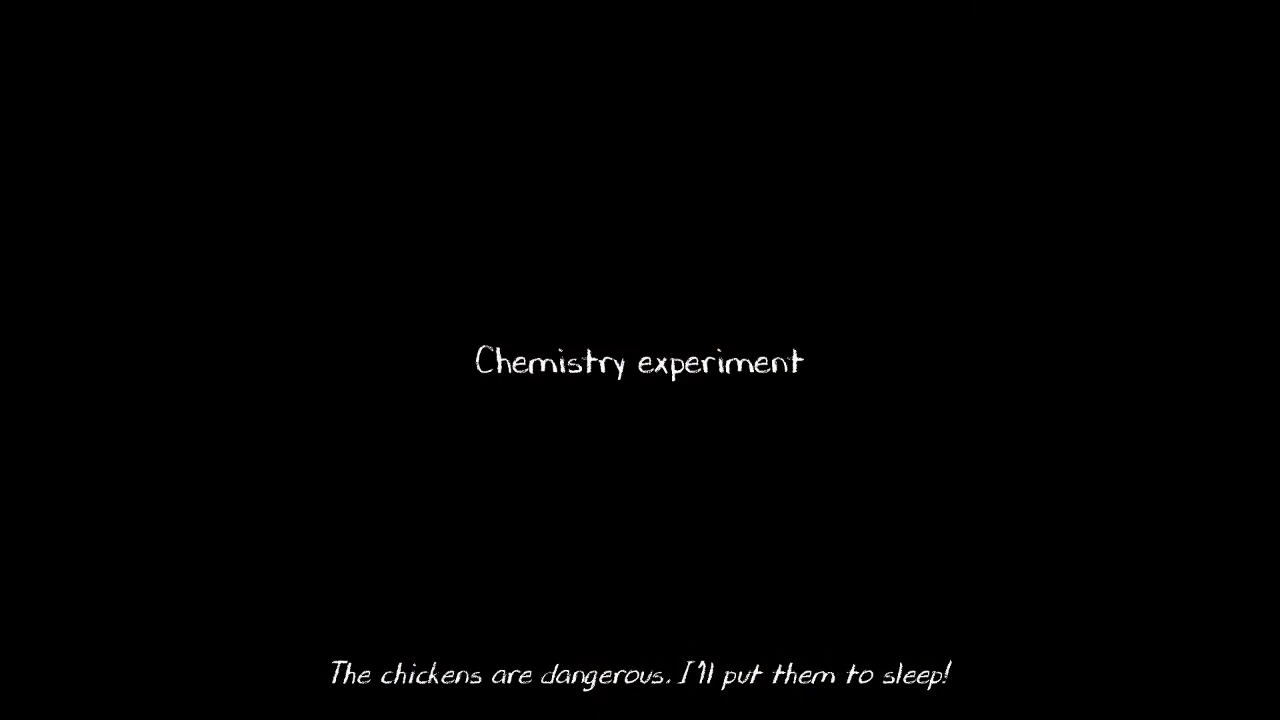 Chemistry experiment
The chickens are dangerous. I'll put them to sleep!